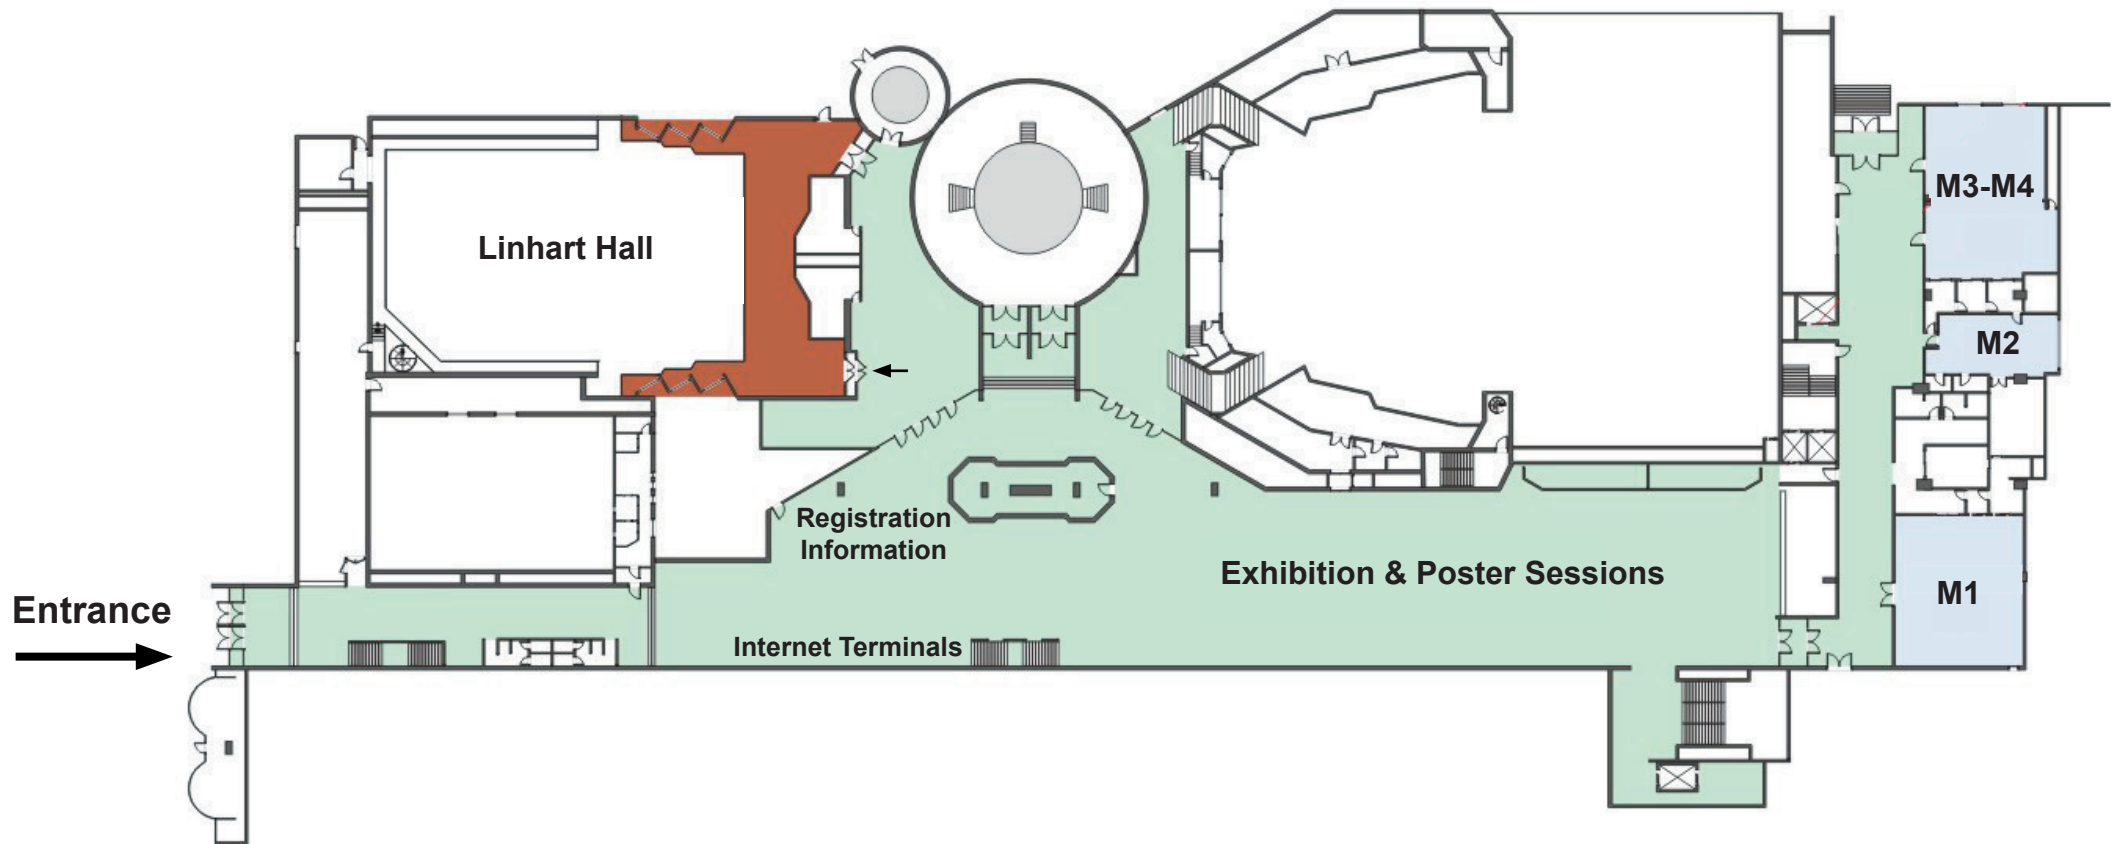 Linhart Hall
M3-M4
M2
Registration
Information
Exhibition & Poster Sessions
M1
Entrance
Internet Terminals